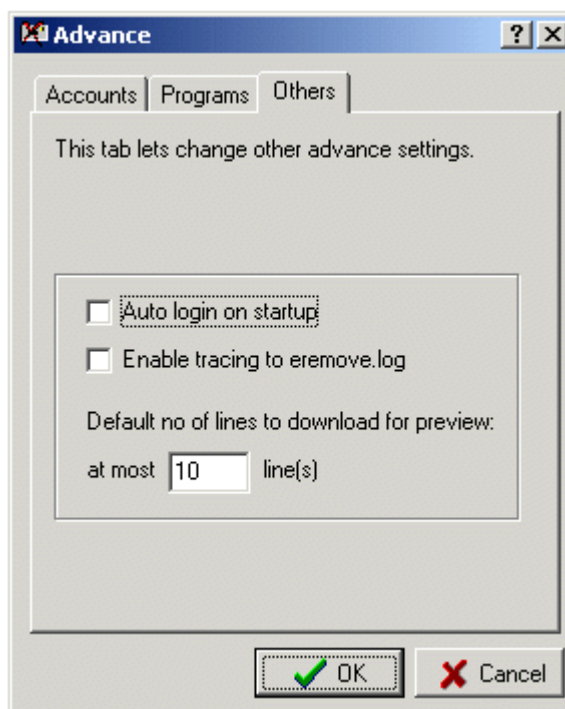 Advance
Accounts Programs Others
This tab lets change other advance settings.
Auto login on startup
Enable tracing to eremove.log
Default no of lines to download for preview:
at most 10 line(s)
OK Cancel